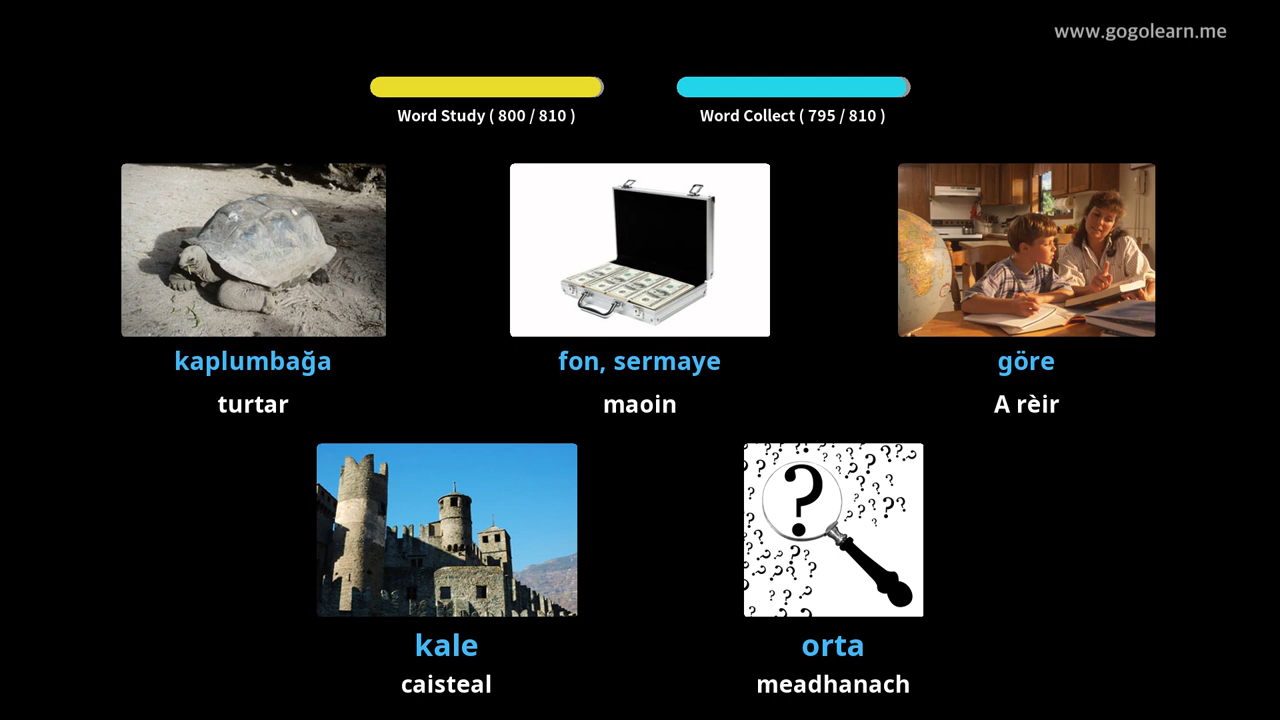 www.gogolearn.me
Word Study ( 800 / 810 )
Word Collect ( 795 / 810 )
kaplumbağa
turtar
fon, sermaye
maoin
göre
A rèir
kale
caisteal
orta
meadhanach